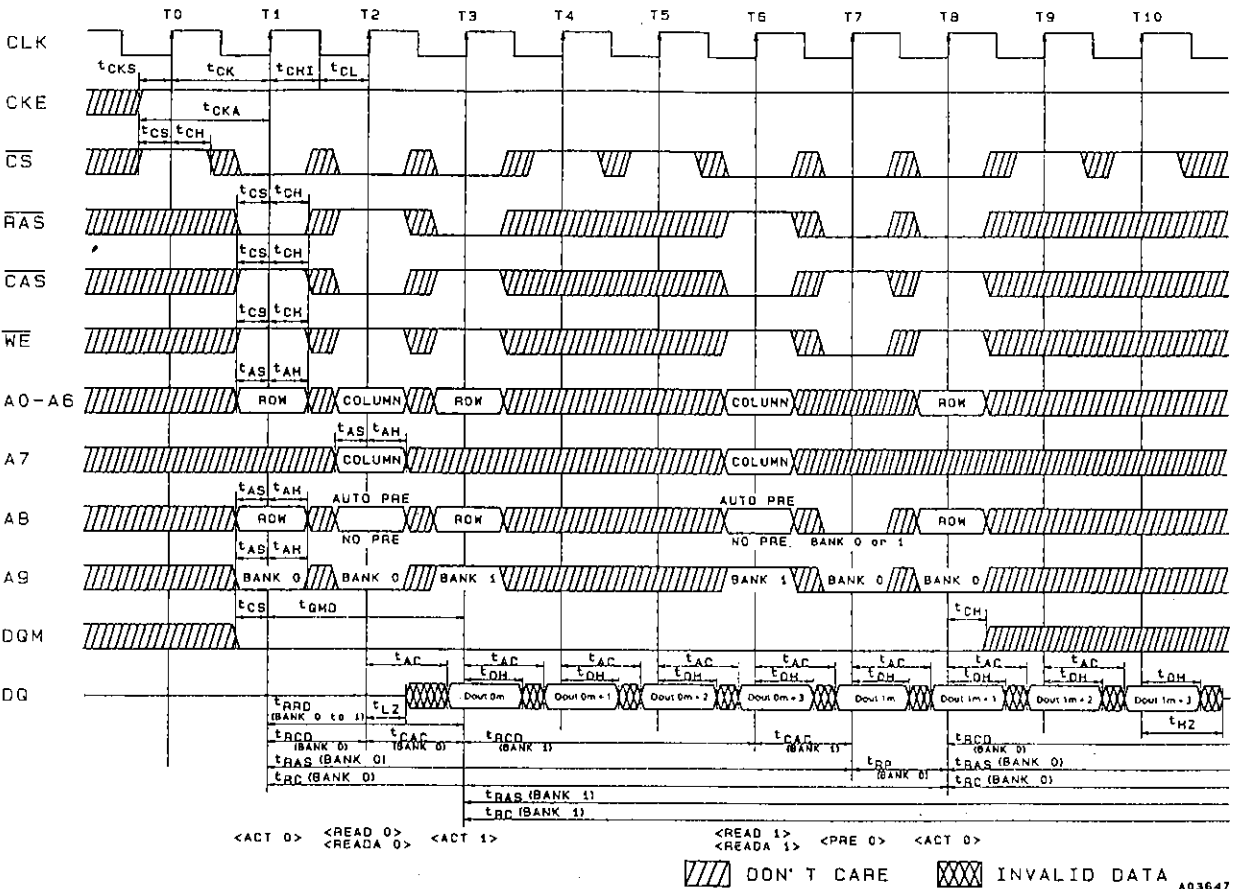 T0 T1 T2 T3 T4 T5 T6 T7 T8 T9 T10
CLK
tCKS tCK tCHI tCL
CKE
tCKA
tCS tCH
CS
tCS tCH
RAS
tCS tCH
CAS
tCS tCH
WE
tAS tAH
A0-A6 ROW COLUMN ROW COLUMN ROW
tAS tAH
A7 COLUMN COLUMN
tAS tAH AUTO PRE AUTO PRE
A8 ROW ROW ROW
NO PRE NO PRE. BANK 0 or 1
tAS tAH
A9 BANK 0 BANK 0 BANK 1 BANK 1 BANK 0 BANK 0
tCS tQMD tCH
DQM
tAC tAC tAC tAC tAC tAC tAC tAC
tOH tOH tOH tOH tOH tOH tOH tOH
DQ Dout 0m Dout 0m + 1 Dout 0m + 2 Dout 0m + 3 Dout 1m Dout 1m + 1 Dout 1m + 2 Dout 1m + 3
tRRD tLZ tHZ
(BANK 0 to 1)
tRCD tCAC tRCD tCAC tRCD
(BANK 0) (BANK 0) (BANK 1) (BANK 1) (BANK 0)
tRAS (BANK 0) tRP tRAS (BANK 0)
(BANK 0)
tRC (BANK 0) tRC (BANK 0)
tRAS (BANK 1)
tRC (BANK 1)
<ACT 0> <READ 0> <ACT 1> <READ 1> <PRE 0> <ACT 0>
<READA 0> <READA 1>
DON'T CARE INVALID DATA A03647